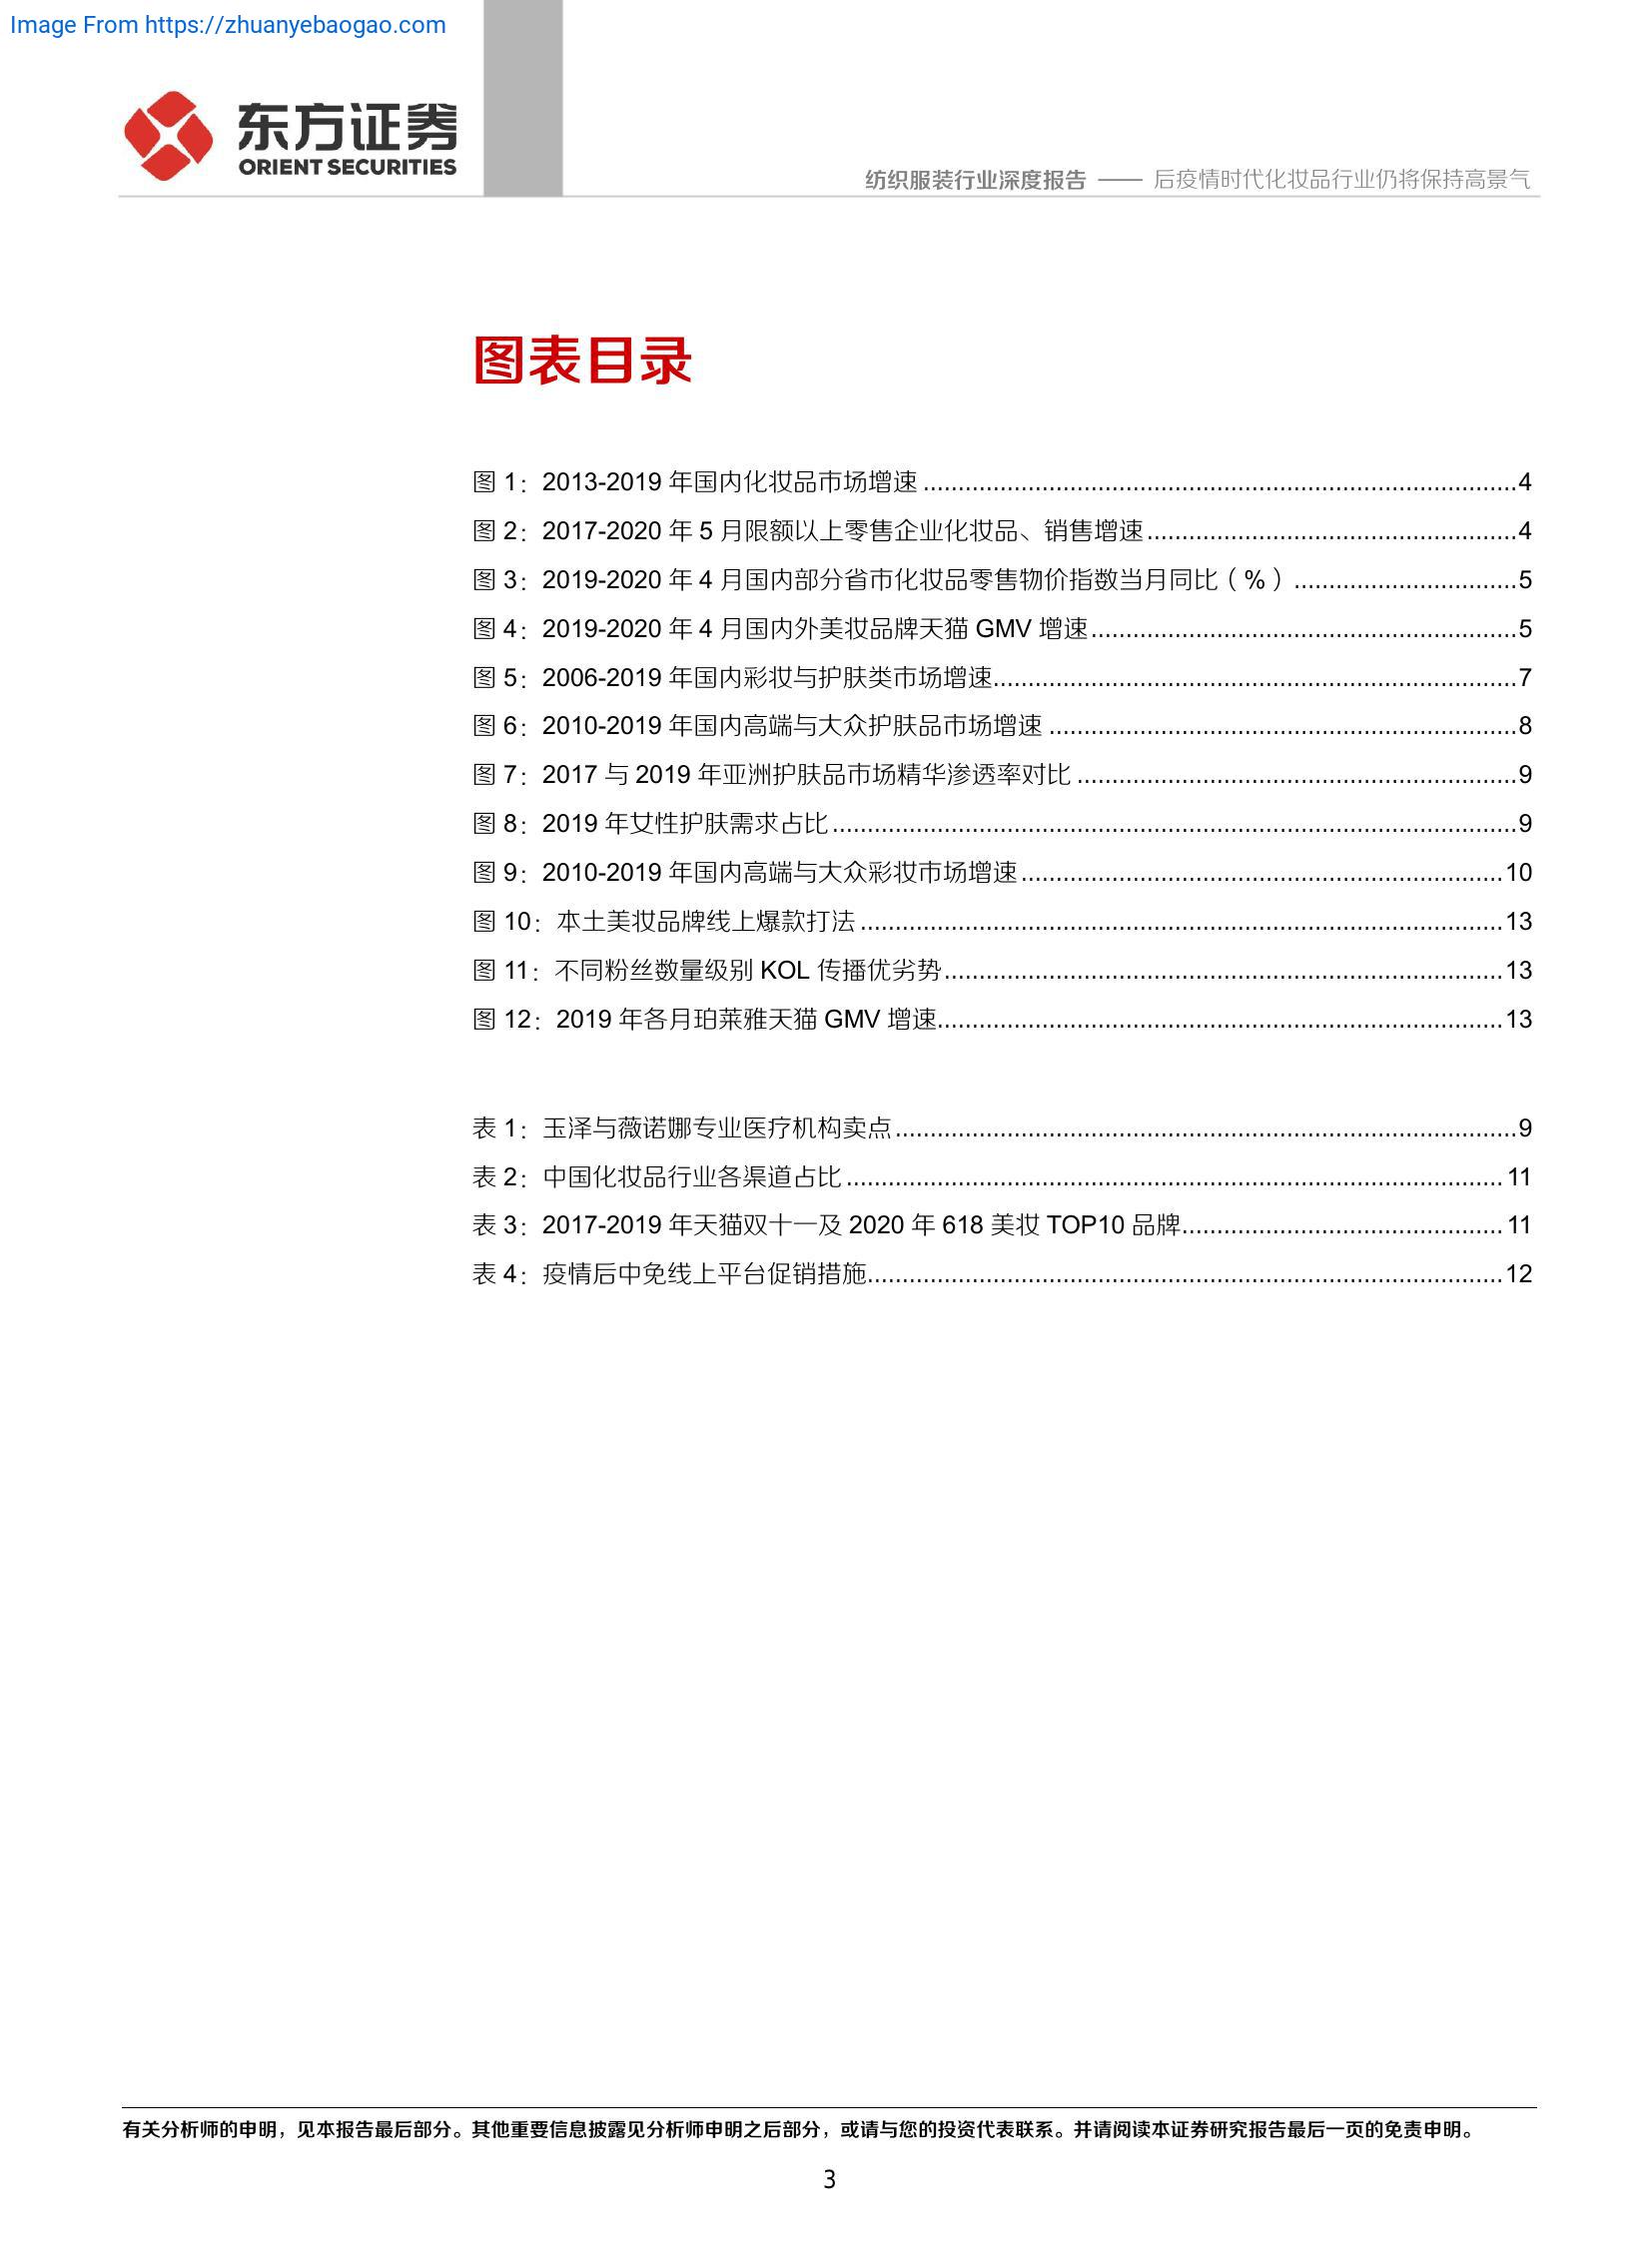 Image From https://zhuanyebaogao.com
东方证券
ORIENT SECURITIES
纺织服装行业深度报告 —— 后疫情时代化妆品行业仍将保持高景气
图表目录
图 1：2013-2019 年国内化妆品市场增速 ........................................ 4
图 2：2017-2020 年 5 月限额以上零售企业化妆品、销售增速 ........................................ 4
图 3：2019-2020 年 4 月国内部分省市化妆品零售物价指数当月同比（%） ........................................ 5
图 4：2019-2020 年 4 月国内外美妆品牌天猫 GMV 增速 ........................................ 5
图 5：2006-2019 年国内彩妆与护肤类市场增速 ........................................ 7
图 6：2010-2019 年国内高端与大众护肤品市场增速 ........................................ 8
图 7：2017 与 2019 年亚洲护肤品市场精华渗透率对比 ........................................ 9
图 8：2019 年女性护肤需求占比 ........................................ 9
图 9：2010-2019 年国内高端与大众彩妆市场增速 ........................................ 10
图 10：本土美妆品牌线上爆款打法 ........................................ 13
图 11：不同粉丝数量级别 KOL 传播优劣势 ........................................ 13
图 12：2019 年各月珀莱雅天猫 GMV 增速 ........................................ 13
表 1：玉泽与薇诺娜专业医疗机构卖点 ........................................ 9
表 2：中国化妆品行业各渠道占比 ........................................ 11
表 3：2017-2019 年天猫双十一及 2020 年 618 美妆 TOP10 品牌 ........................................ 11
表 4：疫情后中免线上平台促销措施 ........................................ 12
有关分析师的申明，见本报告最后部分。其他重要信息披露见分析师申明之后部分，或请与您的投资代表联系。并请阅读本证券研究报告最后一页的免责申明。
3